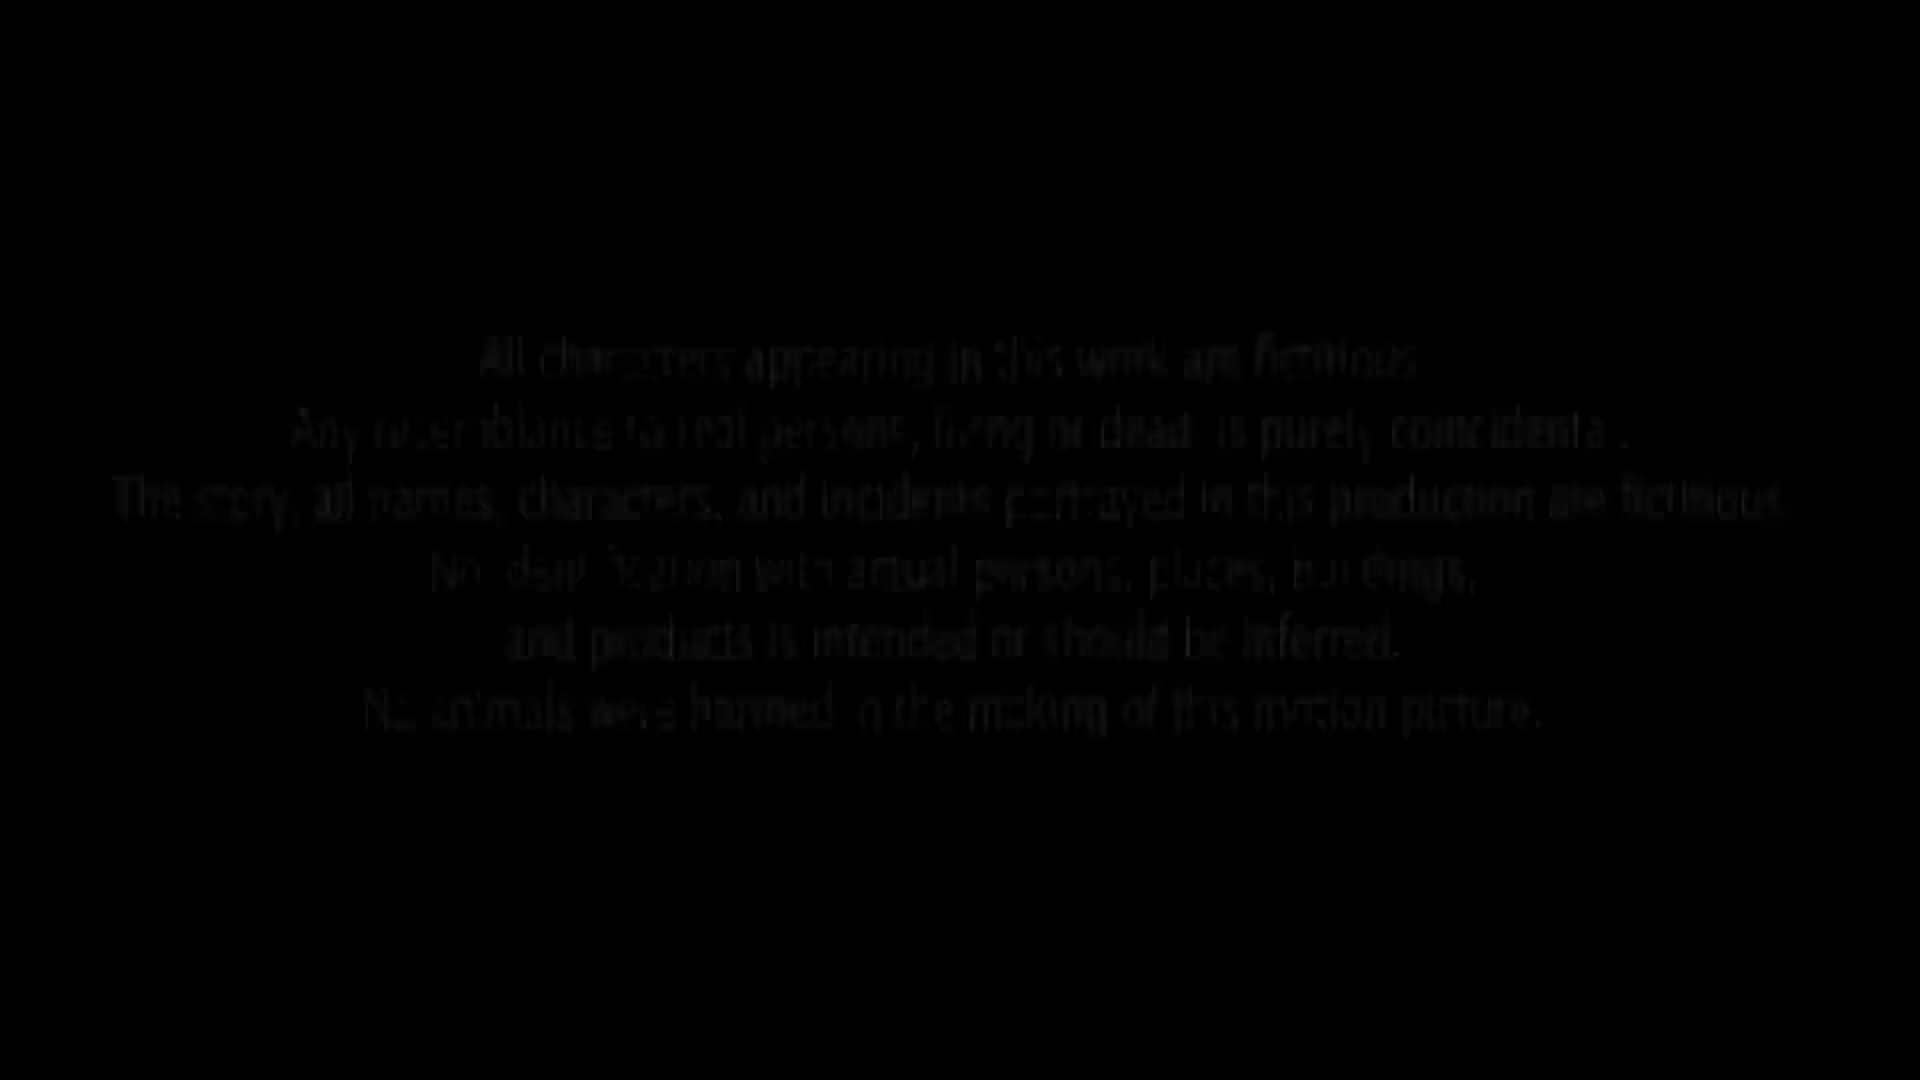 All characters appearing in this work are fictitious
Any resemblance to real persons, living or dead is purely coincidental.
The story, all names, characters, and incidents portrayed in this production are fictitious.
No identification with actual persons, places, buildings,
and products is intended or should be inferred.
No animals were harmed in the making of this motion picture.